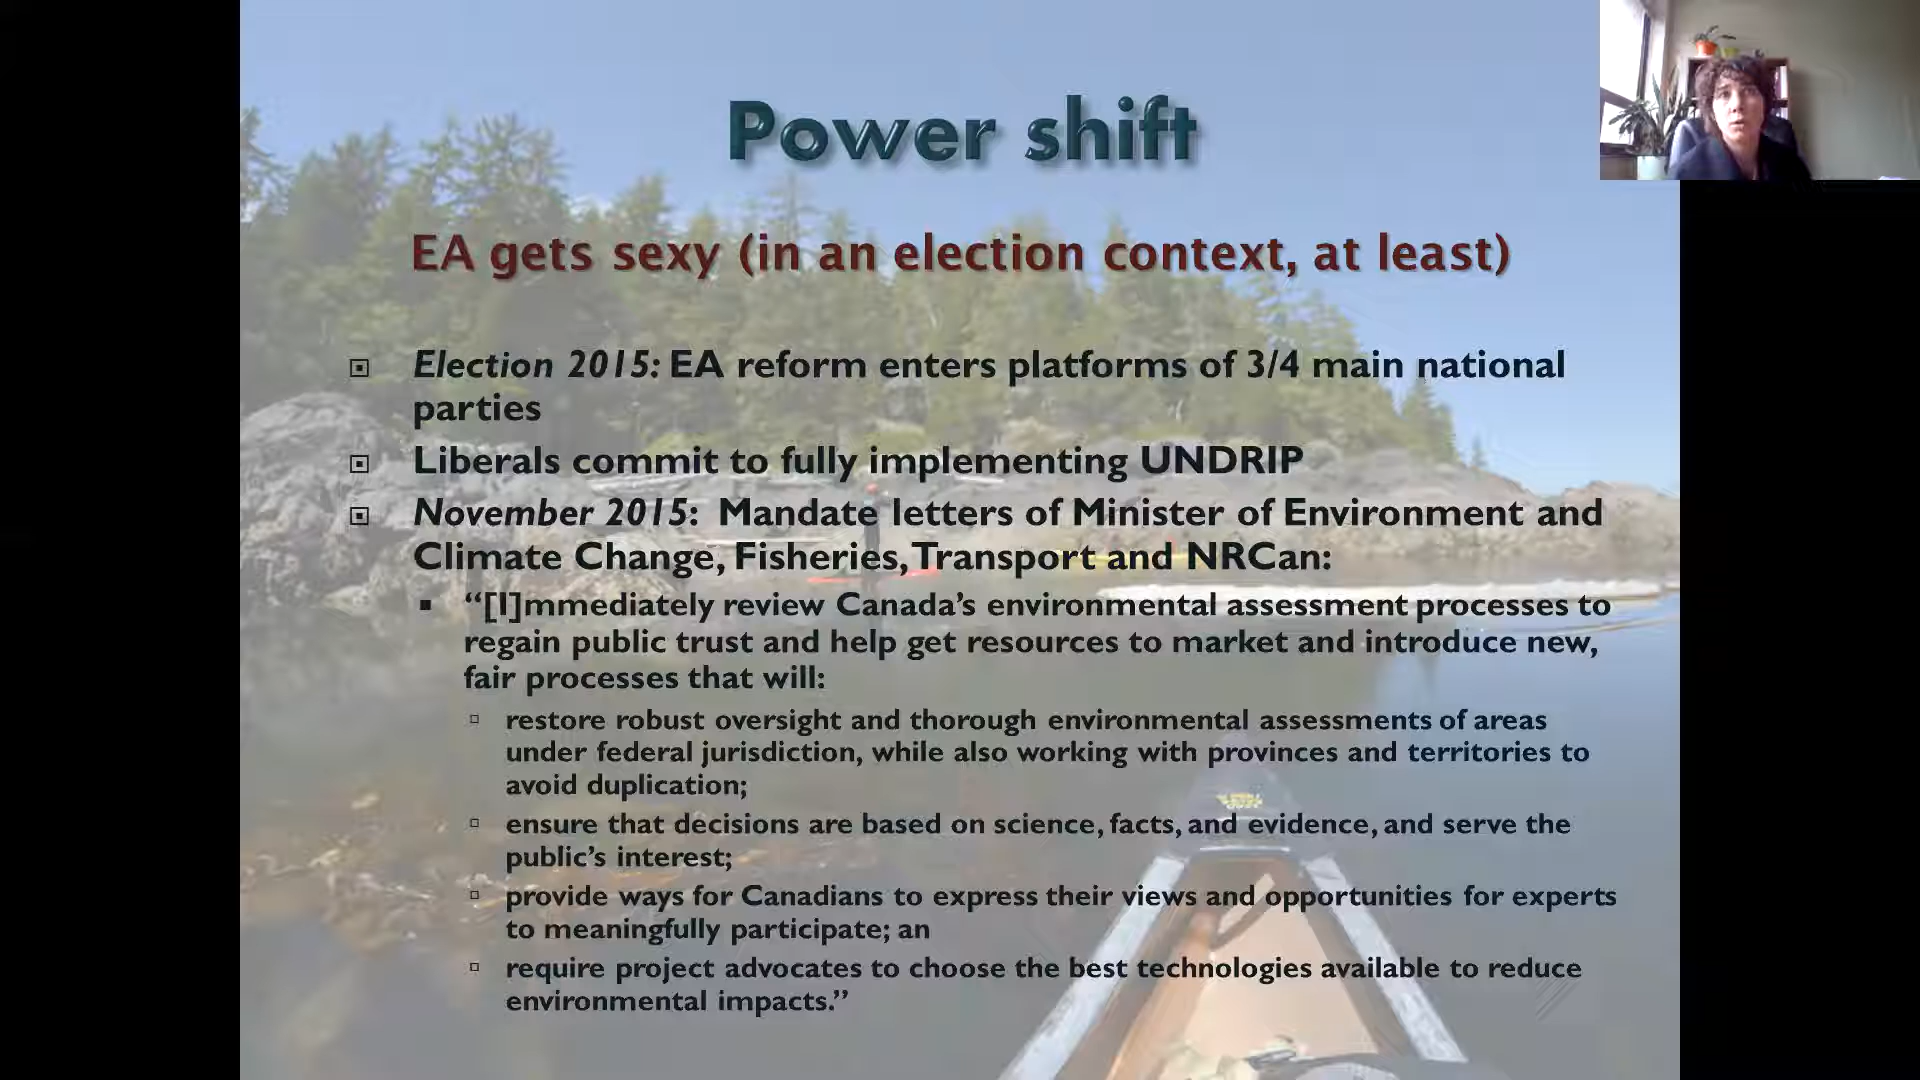 Power shift
EA gets sexy (in an election context, at least)
Election 2015: EA reform enters platforms of 3/4 main national
parties
Liberals commit to fully implementing UNDRIP
November 2015: Mandate letters of Minister of Environment and
Climate Change, Fisheries, Transport and NRCan:
“[I]mmediately review Canada’s environmental assessment processes to
regain public trust and help get resources to market and introduce new,
fair processes that will:
restore robust oversight and thorough environmental assessments of areas
under federal jurisdiction, while also working with provinces and territories to
avoid duplication;
ensure that decisions are based on science, facts, and evidence, and serve the
public’s interest;
provide ways for Canadians to express their views and opportunities for experts
to meaningfully participate; an
require project advocates to choose the best technologies available to reduce
environmental impacts.”